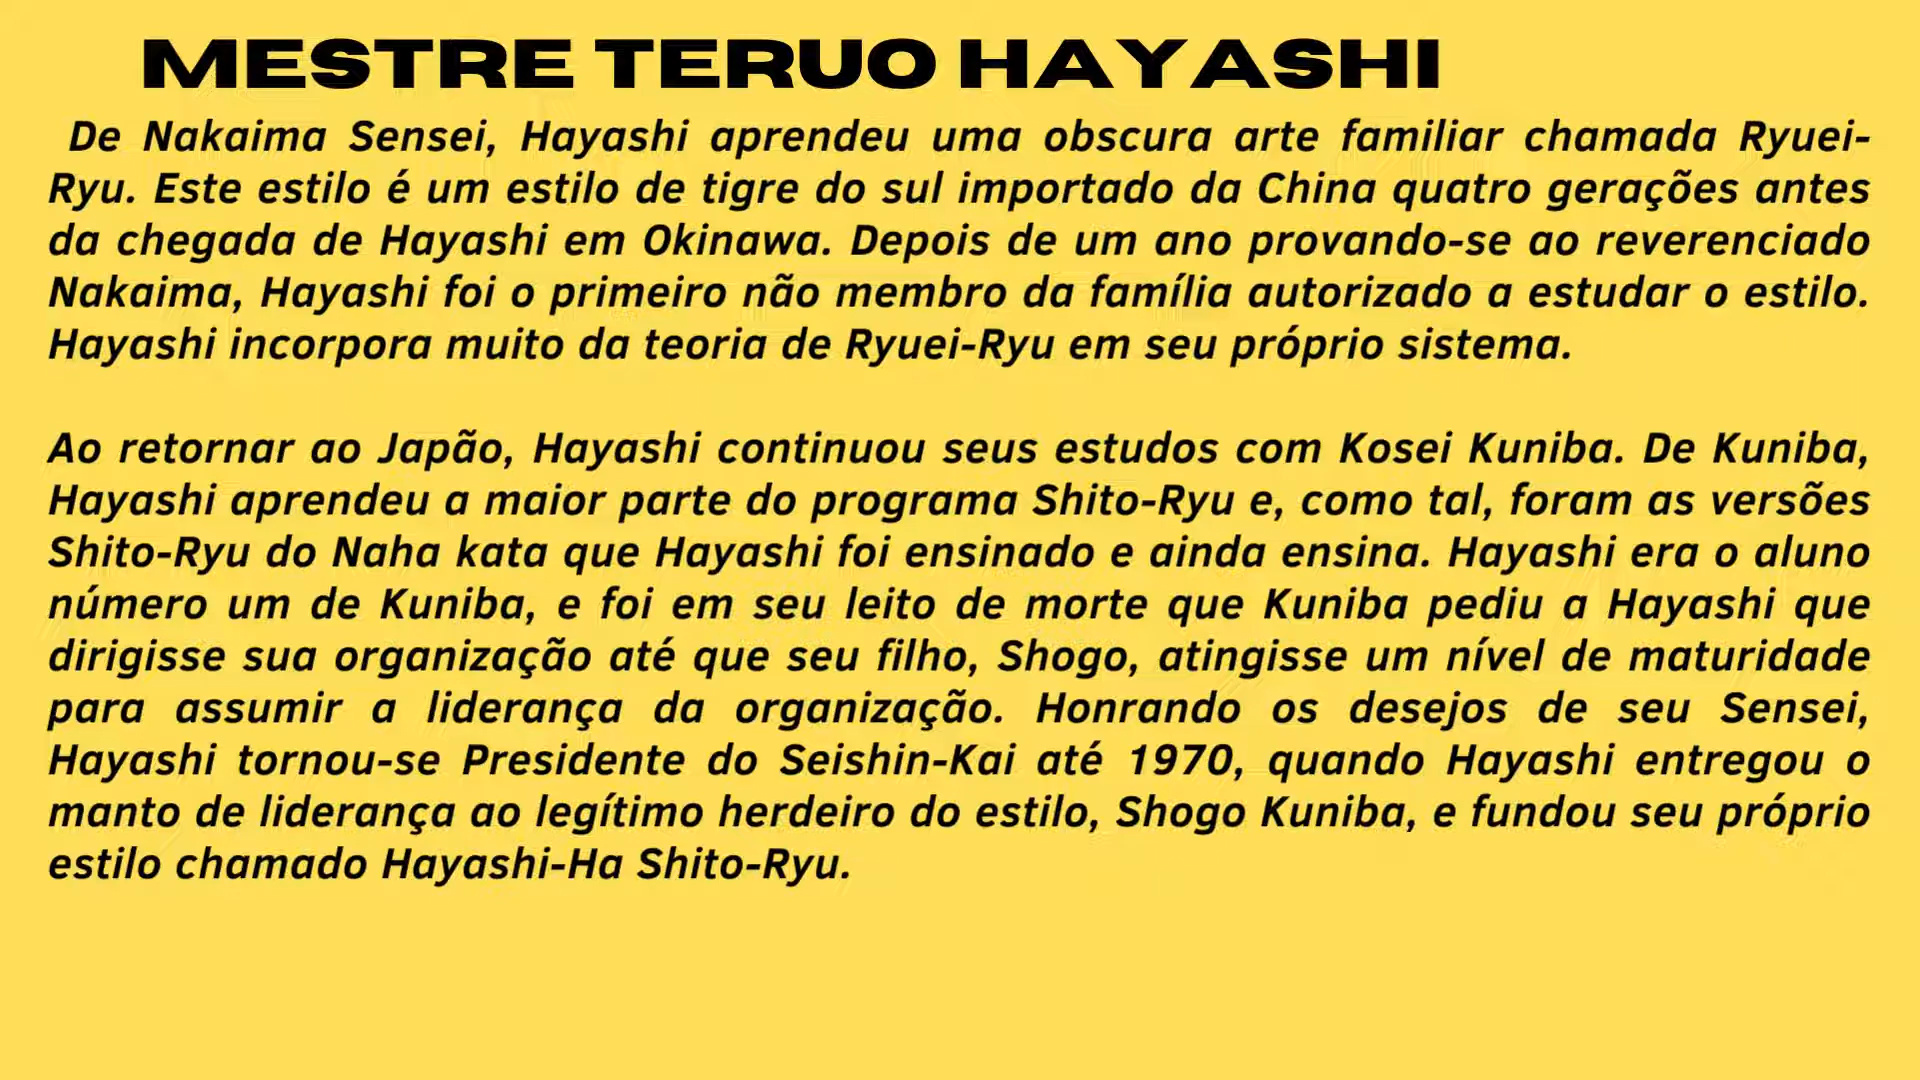 MESTRE TERUO HAYASHI
De Nakaima Sensei, Hayashi aprendeu uma obscura arte familiar chamada Ryuei-
Ryu. Este estilo é um estilo de tigre do sul importado da China quatro gerações antes
da chegada de Hayashi em Okinawa. Depois de um ano provando-se ao reverenciado
Nakaima, Hayashi foi o primeiro não membro da família autorizado a estudar o estilo.
Hayashi incorpora muito da teoria de Ryuei-Ryu em seu próprio sistema.
Ao retornar ao Japão, Hayashi continuou seus estudos com Kosei Kuniba. De Kuniba,
Hayashi aprendeu a maior parte do programa Shito-Ryu e, como tal, foram as versões
Shito-Ryu do Naha kata que Hayashi foi ensinado e ainda ensina. Hayashi era o aluno
número um de Kuniba, e foi em seu leito de morte que Kuniba pediu a Hayashi que
dirigisse sua organização até que seu filho, Shogo, atingisse um nível de maturidade
para assumir a liderança da organização. Honrando os desejos de seu Sensei,
Hayashi tornou-se Presidente do Seishin-Kai até 1970, quando Hayashi entregou o
manto de liderança ao legítimo herdeiro do estilo, Shogo Kuniba, e fundou seu próprio
estilo chamado Hayashi-Ha Shito-Ryu.